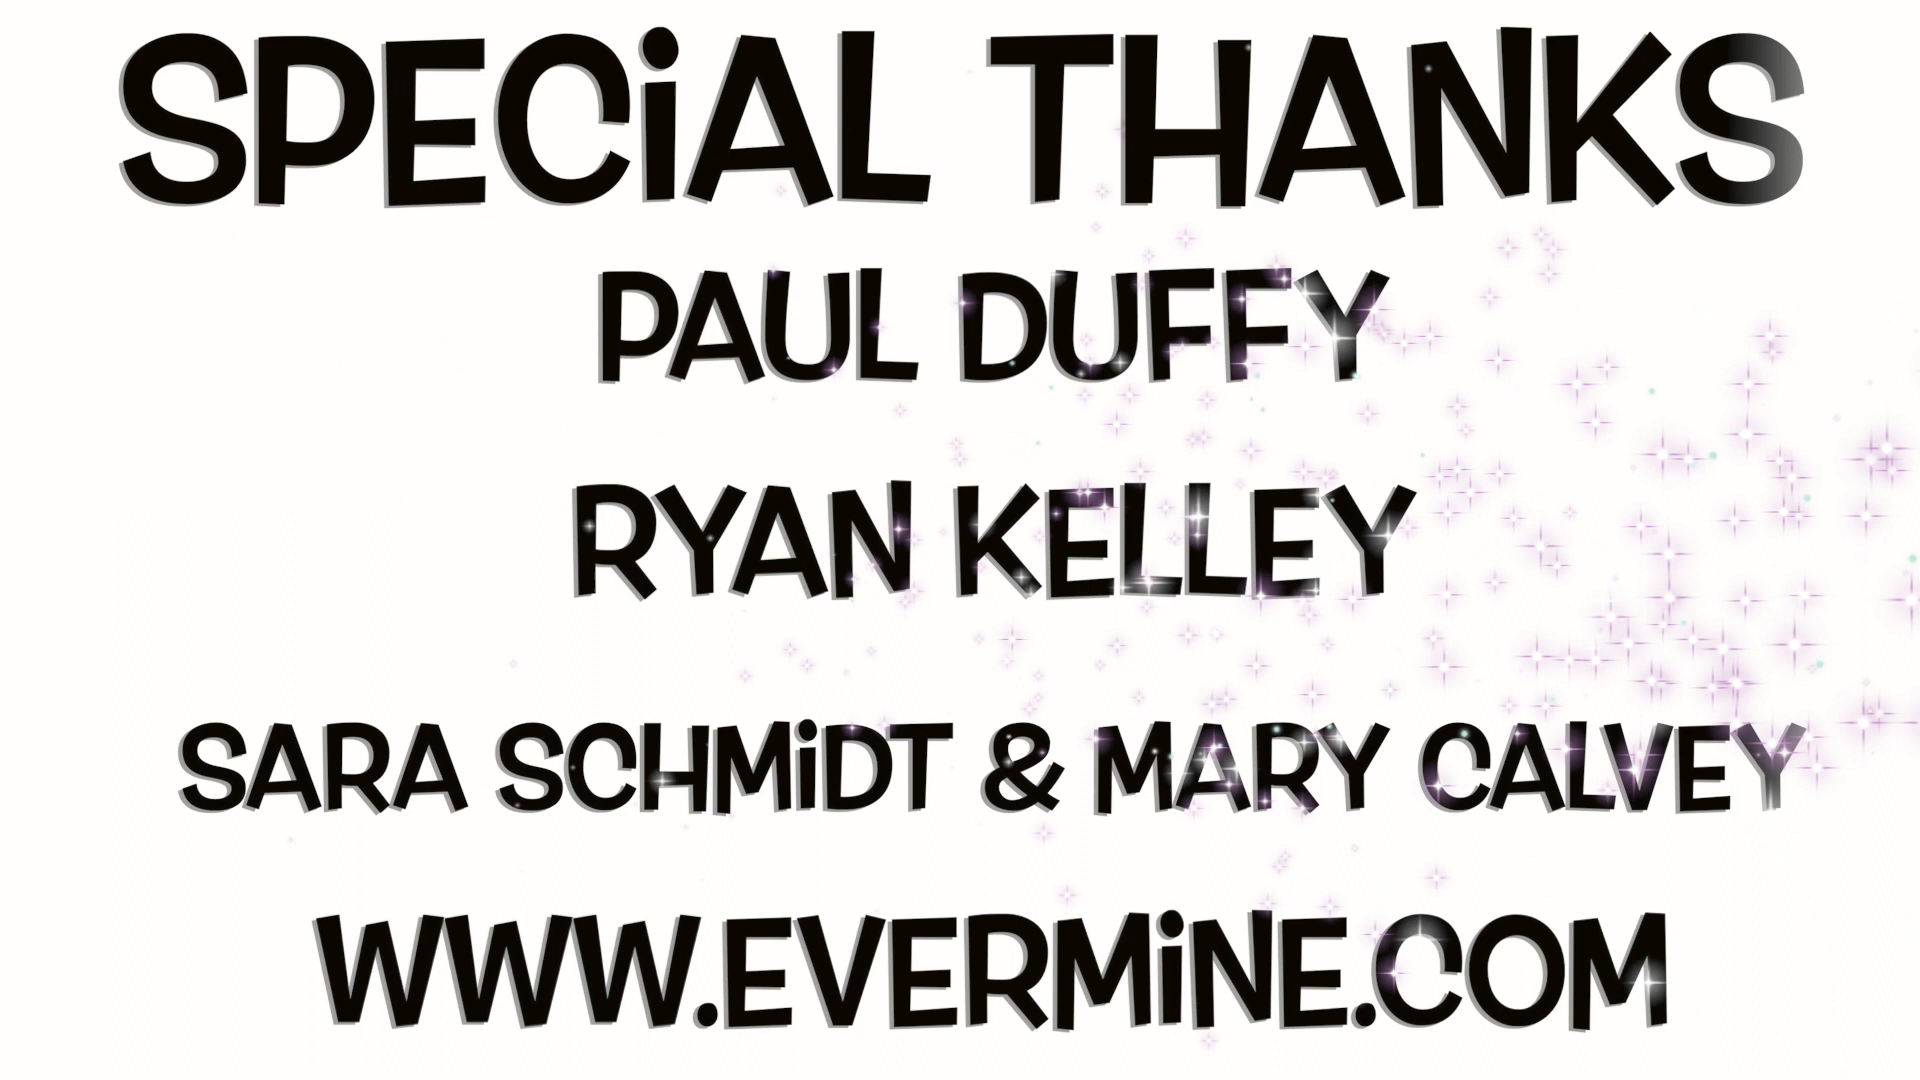 SPECiAL THANKS
PAUL DUFFY
RYAN KELLEY
SARA SCHMiDT & MARY CALVEY
WWW.EVERMiNE.COM